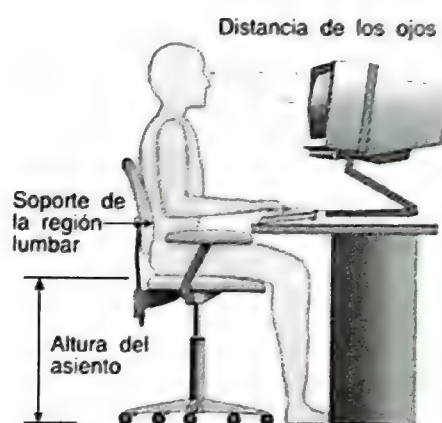 Distancia de los ojos
Soporte de
la región
lumbar
Altura del
asiento